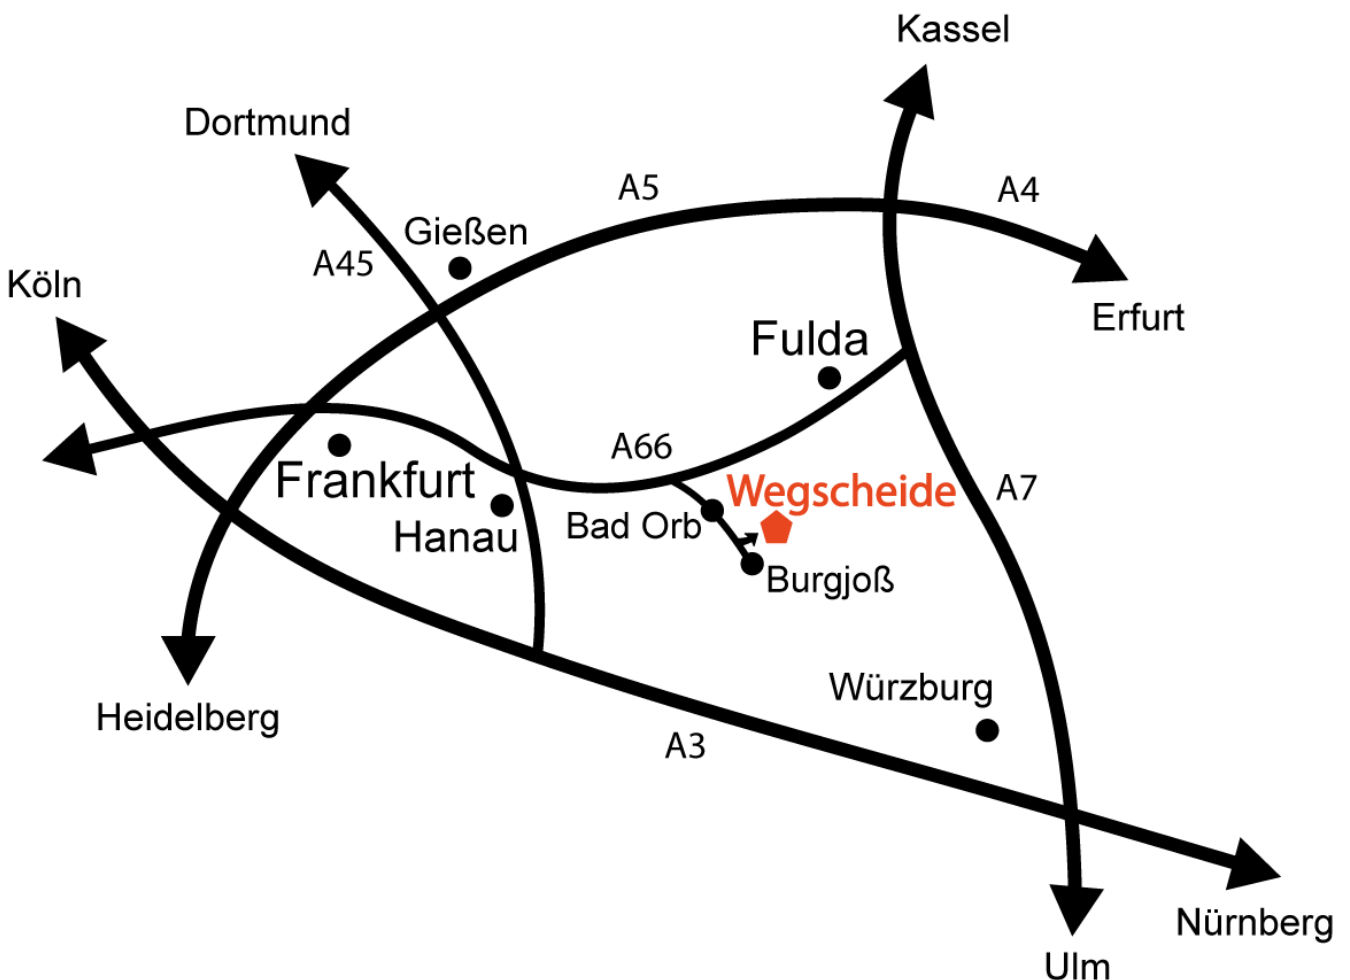 Kassel
Dortmund
A5
A4
Gießen
A45
Köln
Erfurt
Fulda
A66
Frankfurt
Wegscheide
A7
Hanau
Bad Orb
Burgjoß
Würzburg
Heidelberg
A3
Nürnberg
Ulm